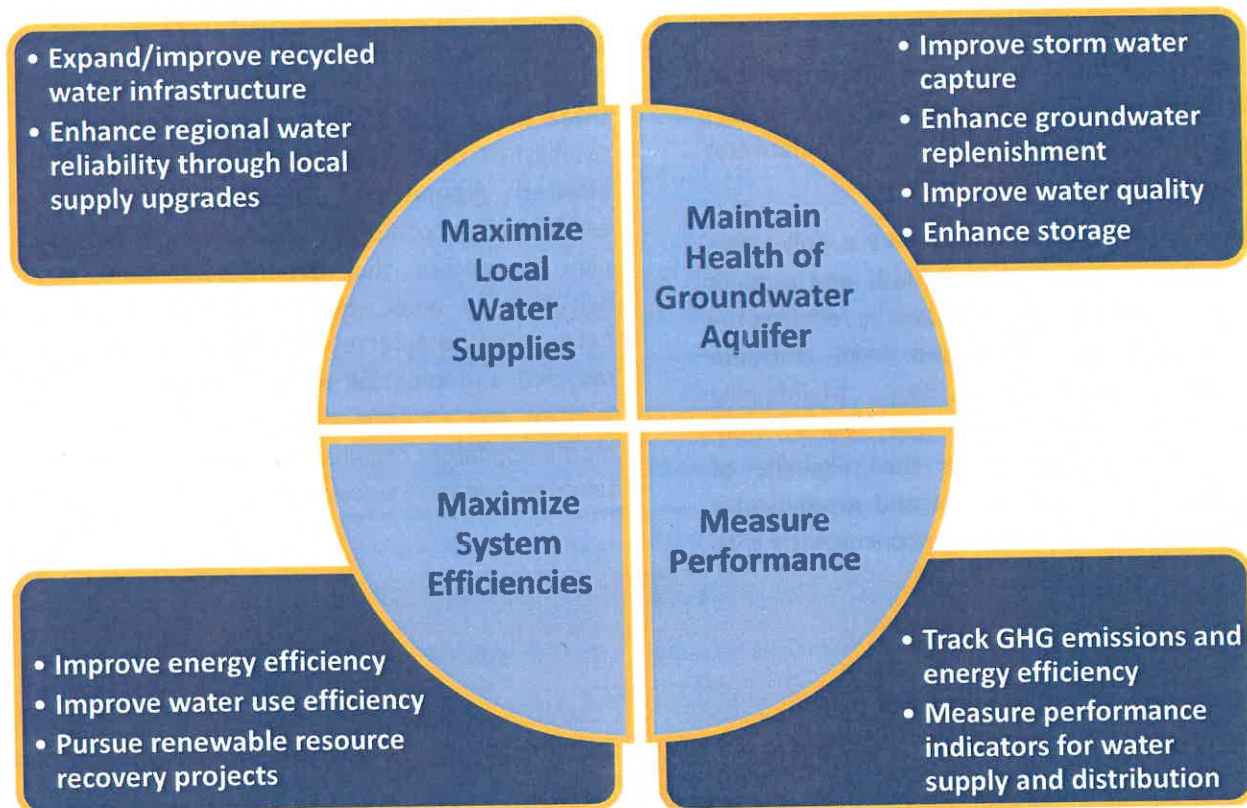 • Expand/improve recycled
water infrastructure
• Enhance regional water
reliability through local
supply upgrades
• Improve storm water
capture
• Enhance groundwater
replenishment
• Improve water quality
• Enhance storage
Maximize
Local
Water
Supplies
Maintain
Health of
Groundwater
Aquifer
Maximize
System
Efficiencies
Measure
Performance
• Improve energy efficiency
• Improve water use efficiency
• Pursue renewable resource
recovery projects
• Track GHG emissions and
energy efficiency
• Measure performance
indicators for water
supply and distribution